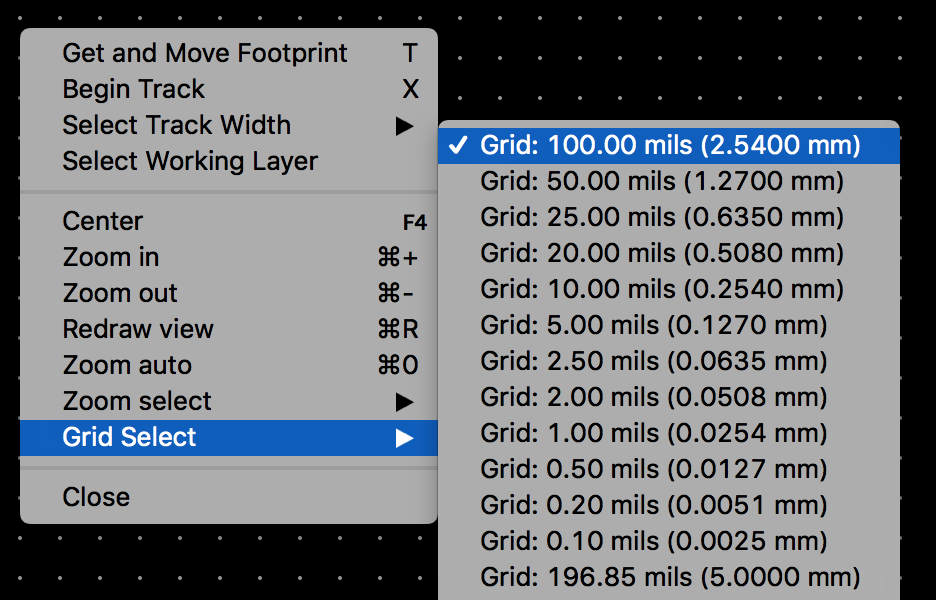 Get and Move Footprint T
Begin Track X
Select Track Width ▶
Select Working Layer
Center F4
Zoom in ⌘+
Zoom out ⌘-
Redraw view ⌘R
Zoom auto ⌘0
Zoom select ▶
Grid Select ▶
Close
✓ Grid: 100.00 mils (2.5400 mm)
Grid: 50.00 mils (1.2700 mm)
Grid: 25.00 mils (0.6350 mm)
Grid: 20.00 mils (0.5080 mm)
Grid: 10.00 mils (0.2540 mm)
Grid: 5.00 mils (0.1270 mm)
Grid: 2.50 mils (0.0635 mm)
Grid: 2.00 mils (0.0508 mm)
Grid: 1.00 mils (0.0254 mm)
Grid: 0.50 mils (0.0127 mm)
Grid: 0.20 mils (0.0051 mm)
Grid: 0.10 mils (0.0025 mm)
Grid: 196.85 mils (5.0000 mm)